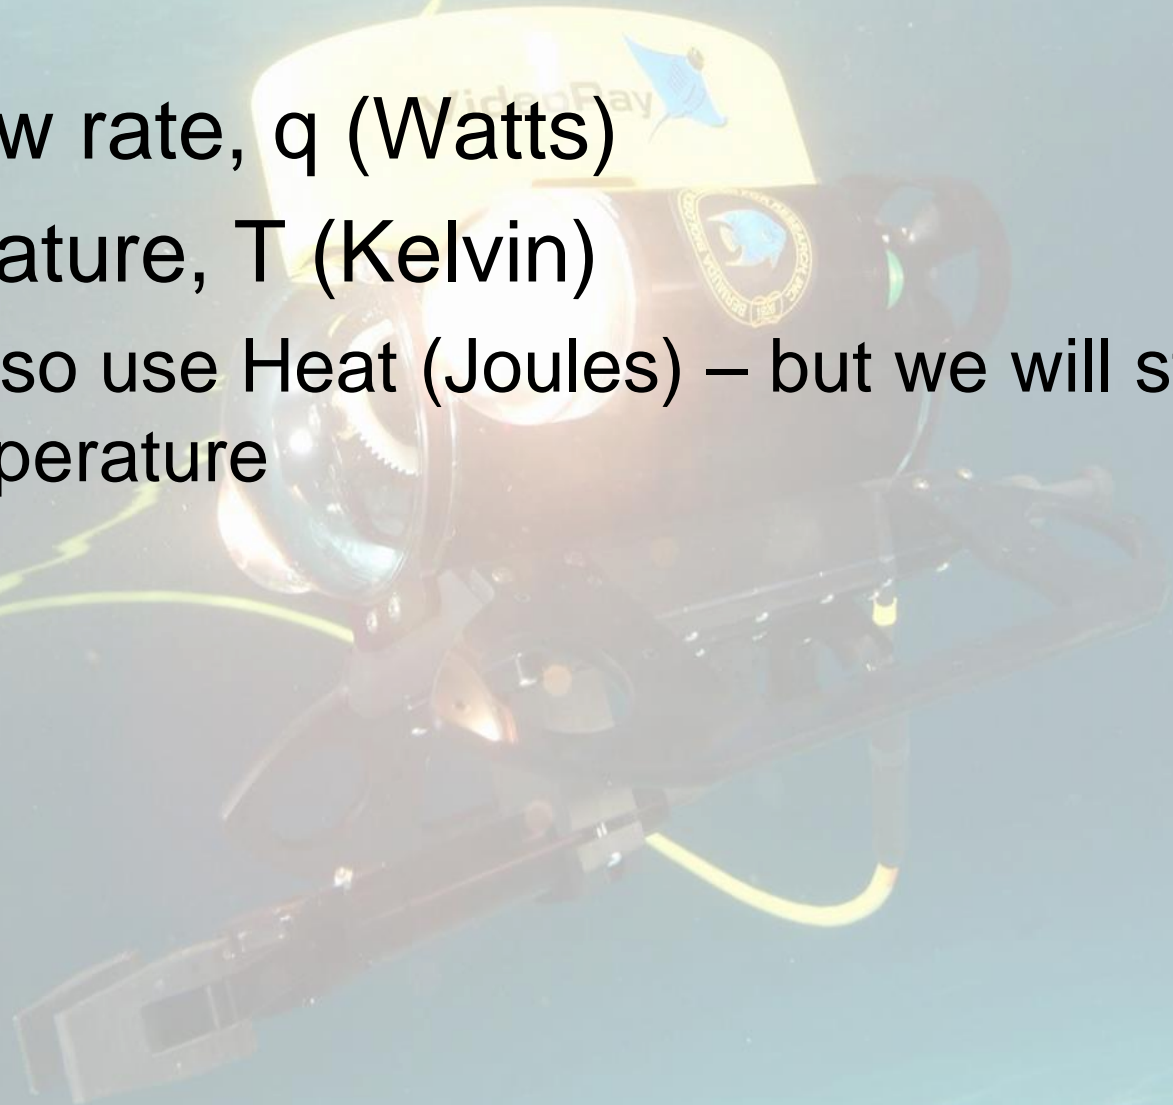 w rate, q (Watts)
ature, T (Kelvin)
so use Heat (Joules) – but we will s
perature
VideoRay